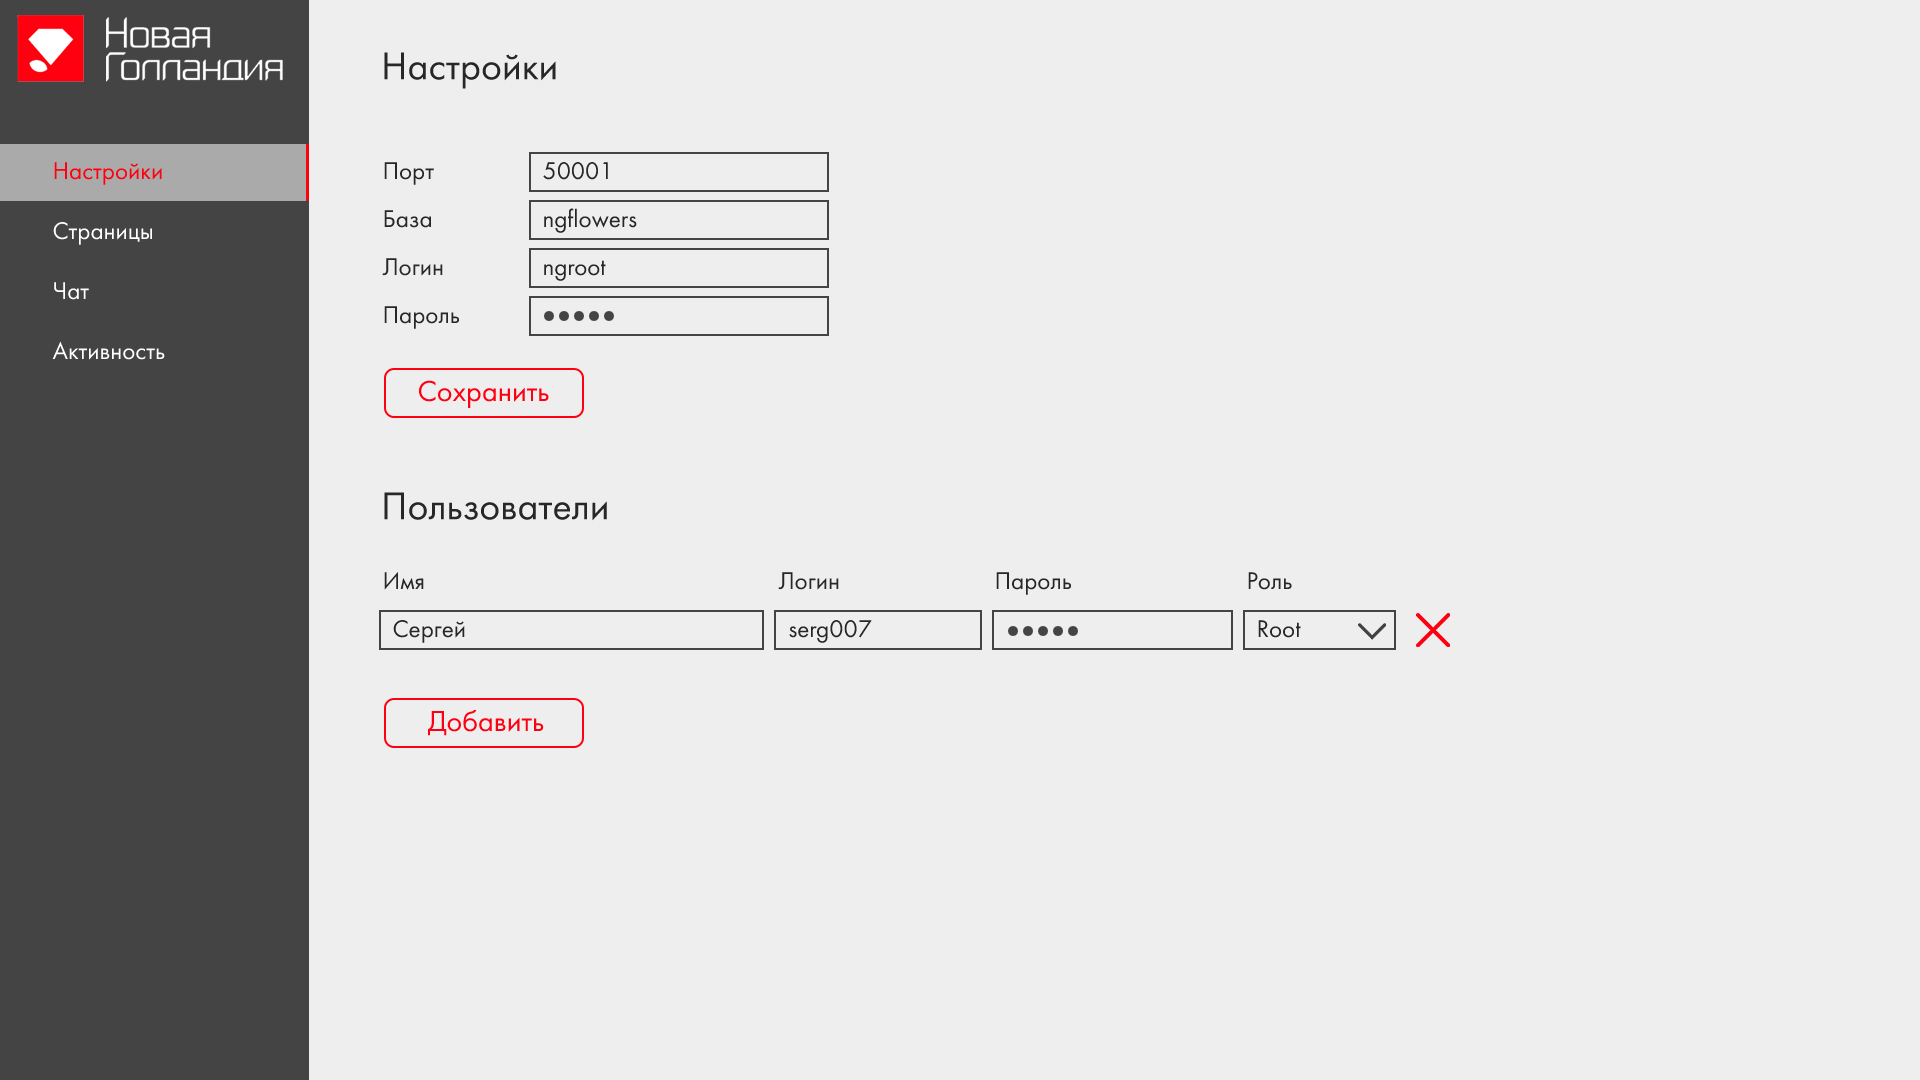 Новая
Голландия
Настройки
Страницы
Чат
Активность
Настройки
Порт 50001
База ngflowers
Логин ngroot
Пароль •••••
Сохранить
Пользователи
Имя Логин Пароль Роль
Сергей serg007 ••••• Root
Добавить